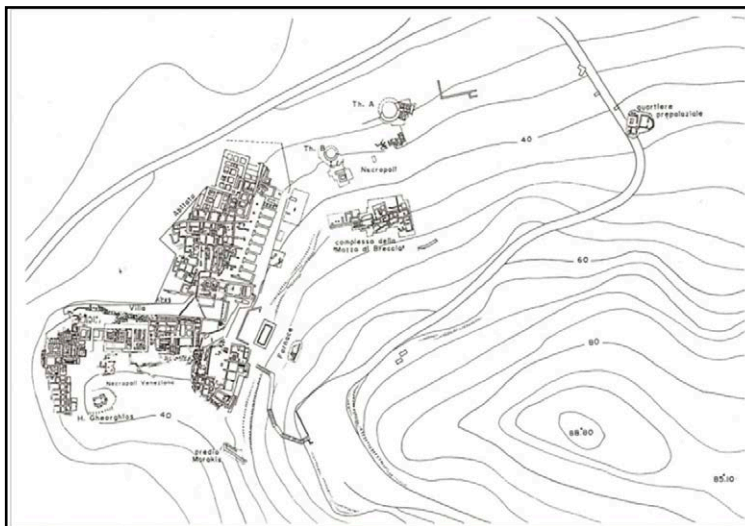 Th. A
quartiere
prepalaziale
Th. B
40
Necropoli
Abitato
complesso della
"Mazza di Breccia"
60
Villa
Fornace
80
Necropoli Veneziana
H. Gheorghios
40
predio
Marakis
88.80
85.10